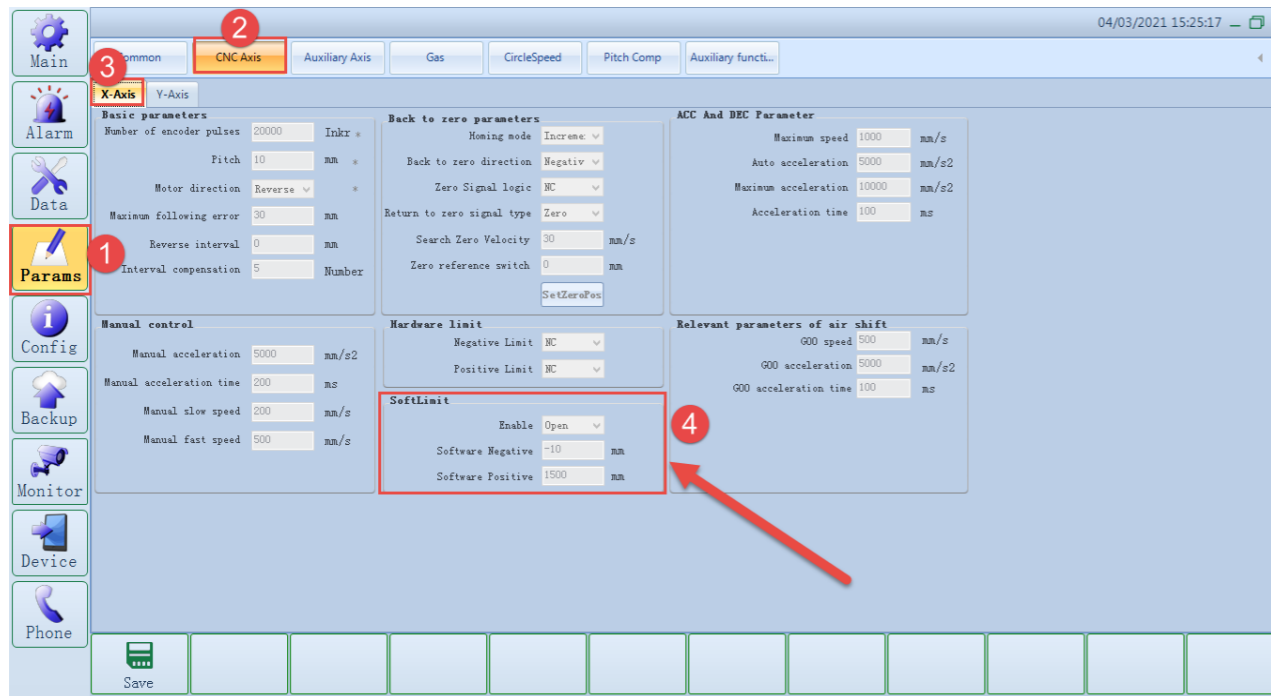 04/03/2021 15:25:17
Main
Alarm
Data
Params
Config
Backup
Monitor
Device
Phone
1
2
3
4
Common
CNC Axis
Auxiliary Axis
Gas
CircleSpeed
Pitch Comp
Auxiliary functi...
X-Axis
Y-Axis
Basic parameters
Number of encoder pulses 20000 Inkr *
Pitch 10 mm *
Motor direction Reverse *
Maximum following error 30 mm
Reverse interval 0 mm
Interval compensation 5 Number
Back to zero parameters
Homing mode Increme:
Back to zero direction Negativ
Zero Signal logic NC
Return to zero signal type Zero
Search Zero Velocity 30 mm/s
Zero reference switch 0 mm
SetZeroPos
ACC And DEC Parameter
Maximum speed 1000 mm/s
Auto acceleration 5000 mm/s2
Maximum acceleration 10000 mm/s2
Acceleration time 100 ms
Manual control
Manual acceleration 5000 mm/s2
Manual acceleration time 200 ms
Manual slow speed 200 mm/s
Manual fast speed 500 mm/s
Hardware limit
Negative Limit NC
Positive Limit NC
SoftLimit
Enable Open
Software Negative -10 mm
Software Positive 1500 mm
Relevant parameters of air shift
G00 speed 500 mm/s
G00 acceleration 5000 mm/s2
G00 acceleration time 100 ms
Save